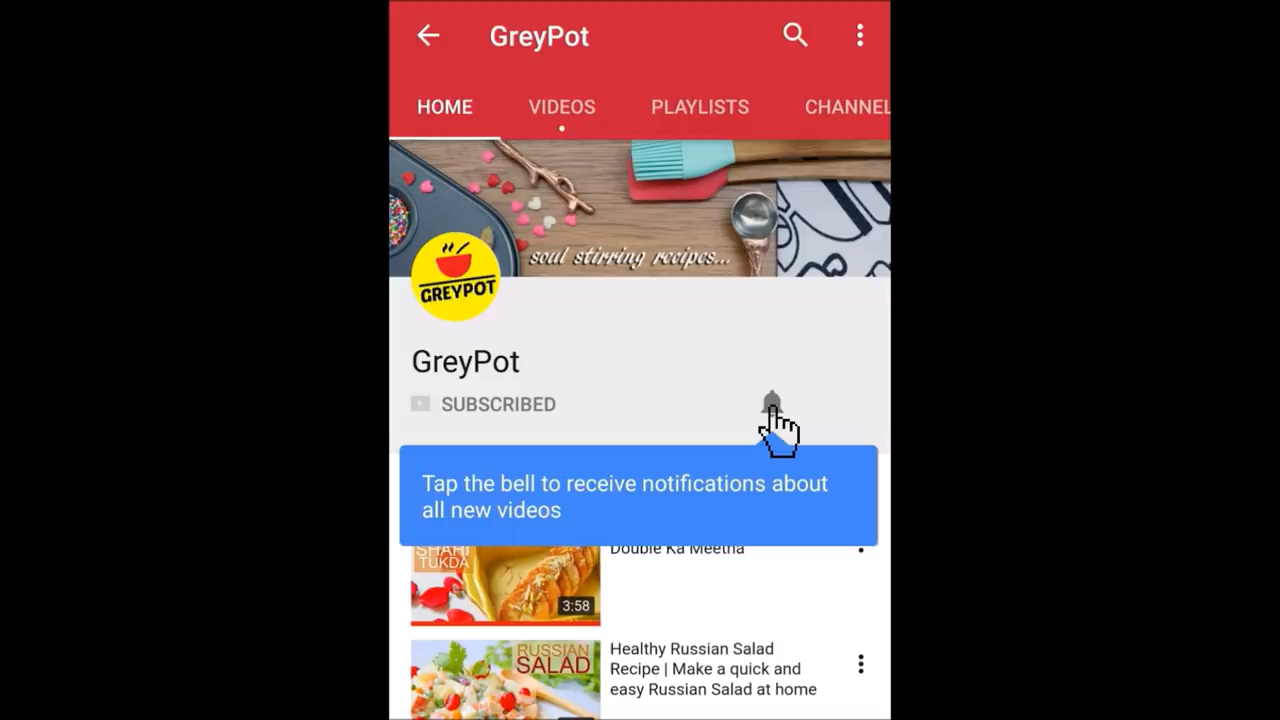 GreyPot
HOME VIDEOS PLAYLISTS CHANNEL
soul stirring recipes...
GREYPOT
GreyPot
SUBSCRIBED
Tap the bell to receive notifications about
all new videos
SHAHI
TUKDA
3:58
Double Ka Meetha
RUSSIAN
SALAD
Healthy Russian Salad
Recipe | Make a quick and
easy Russian Salad at home